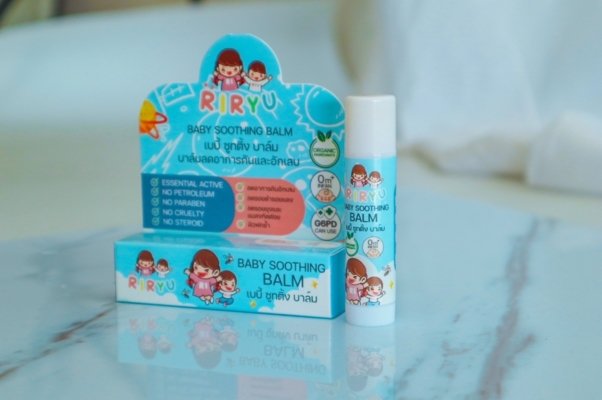 RIRYU
BABY SOOTHING BALM
เบบี้ ซูทติ้ง บาล์ม
บาล์มลดอาการคันและอักเสบ
ESSENTIAL ACTIVE
NO PETROLEUM
NO PARABEN
NO CRUELTY
NO STEROID
ORGANIC
0m+
G6PD
CAN USE
RIRYU
BABY SOOTHING
BALM
เบบี้ ซูทติ้ง บาล์ม
RIRYU
BABY SOOTHING
BALM
เบบี้ ซูทติ้ง บาล์ม
0m+